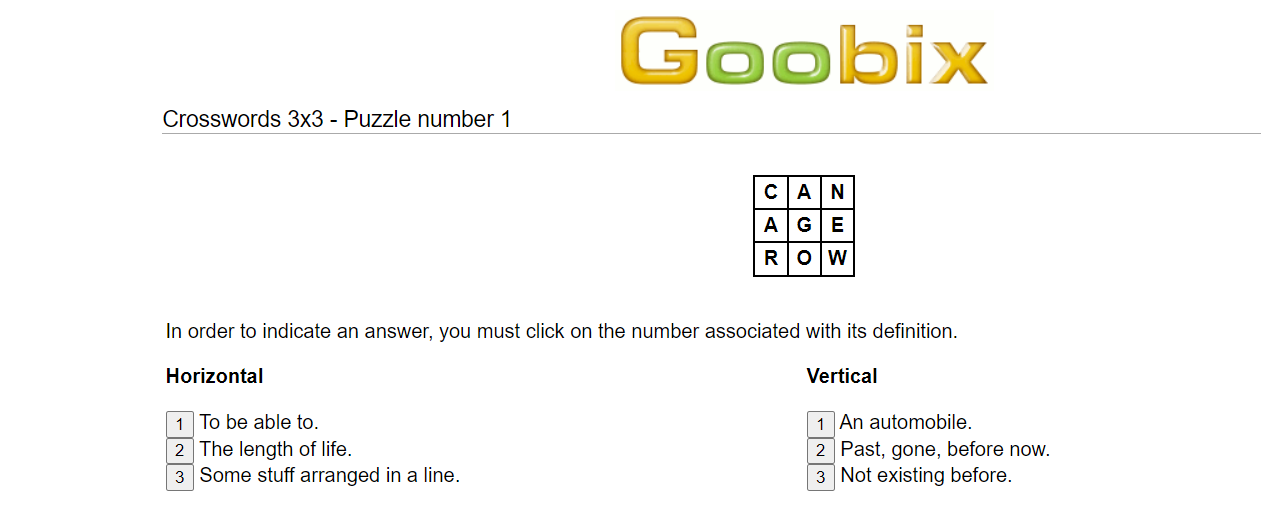 Goobix
Crosswords 3x3 - Puzzle number 1
C A N
A G E
R O W
In order to indicate an answer, you must click on the number associated with its definition.
Horizontal
1 To be able to.
2 The length of life.
3 Some stuff arranged in a line.
Vertical
1 An automobile.
2 Past, gone, before now.
3 Not existing before.